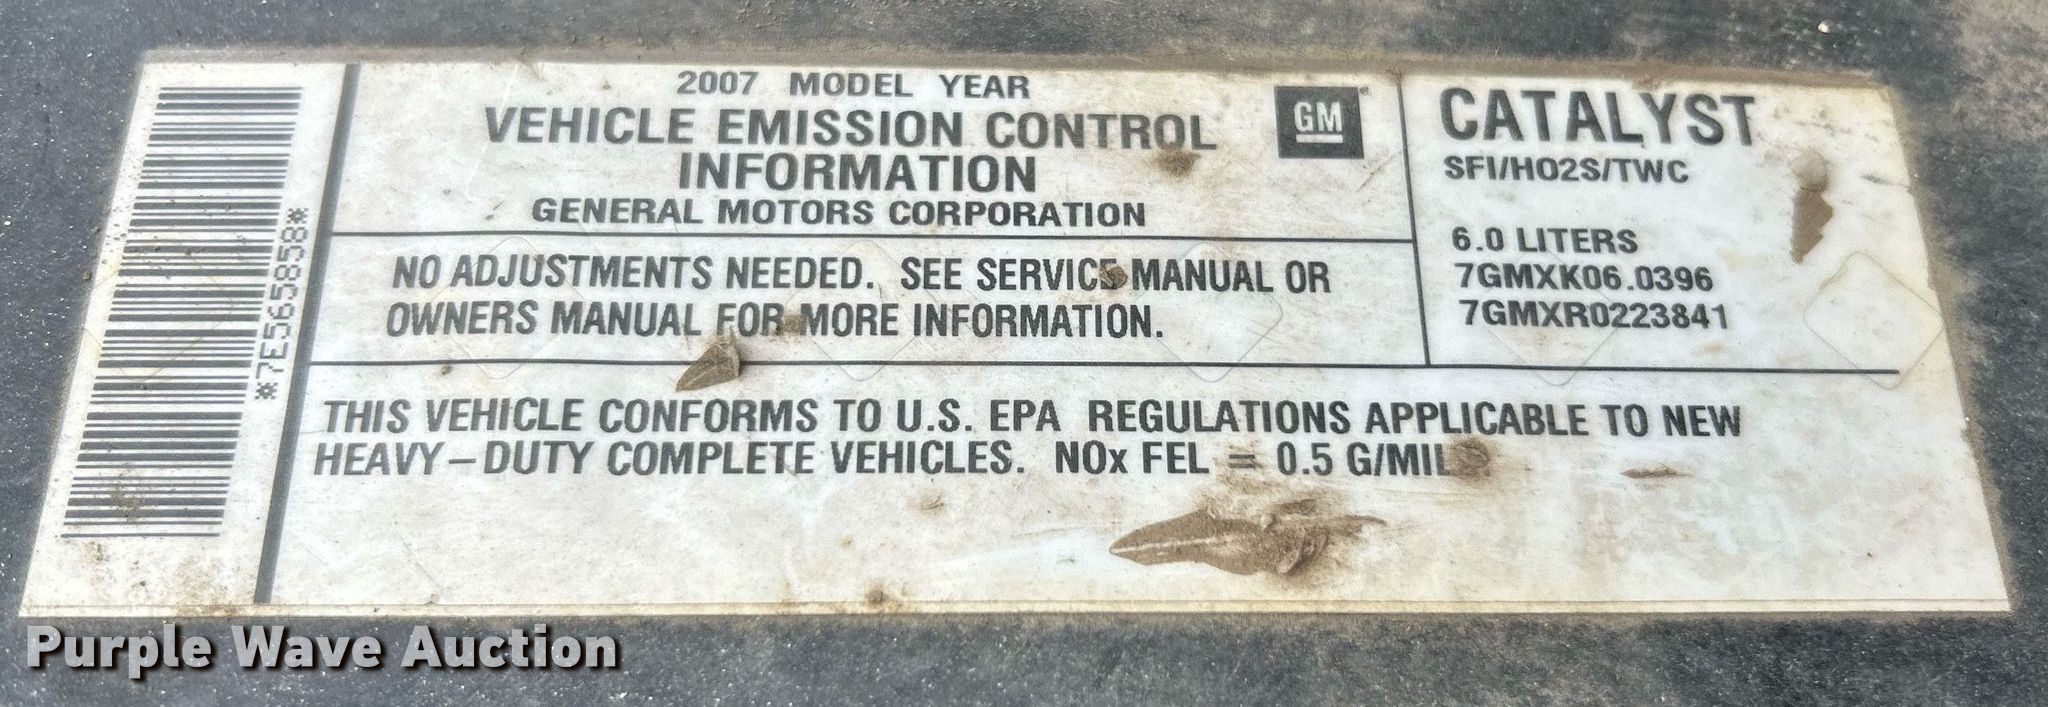 2007 MODEL YEAR
VEHICLE EMISSION CONTROL
INFORMATION
GENERAL MOTORS CORPORATION
GM
NO ADJUSTMENTS NEEDED. SEE SERVICE MANUAL OR
OWNERS MANUAL FOR MORE INFORMATION.
CATALYST
SFI/HO2S/TWC
6.0 LITERS
7GMXK06.0396
7GMXR0223841
THIS VEHICLE CONFORMS TO U.S. EPA REGULATIONS APPLICABLE TO NEW
HEAVY-DUTY COMPLETE VEHICLES. NOx FEL = 0.5 G/MILE
**7E565858**
Purple Wave Auction